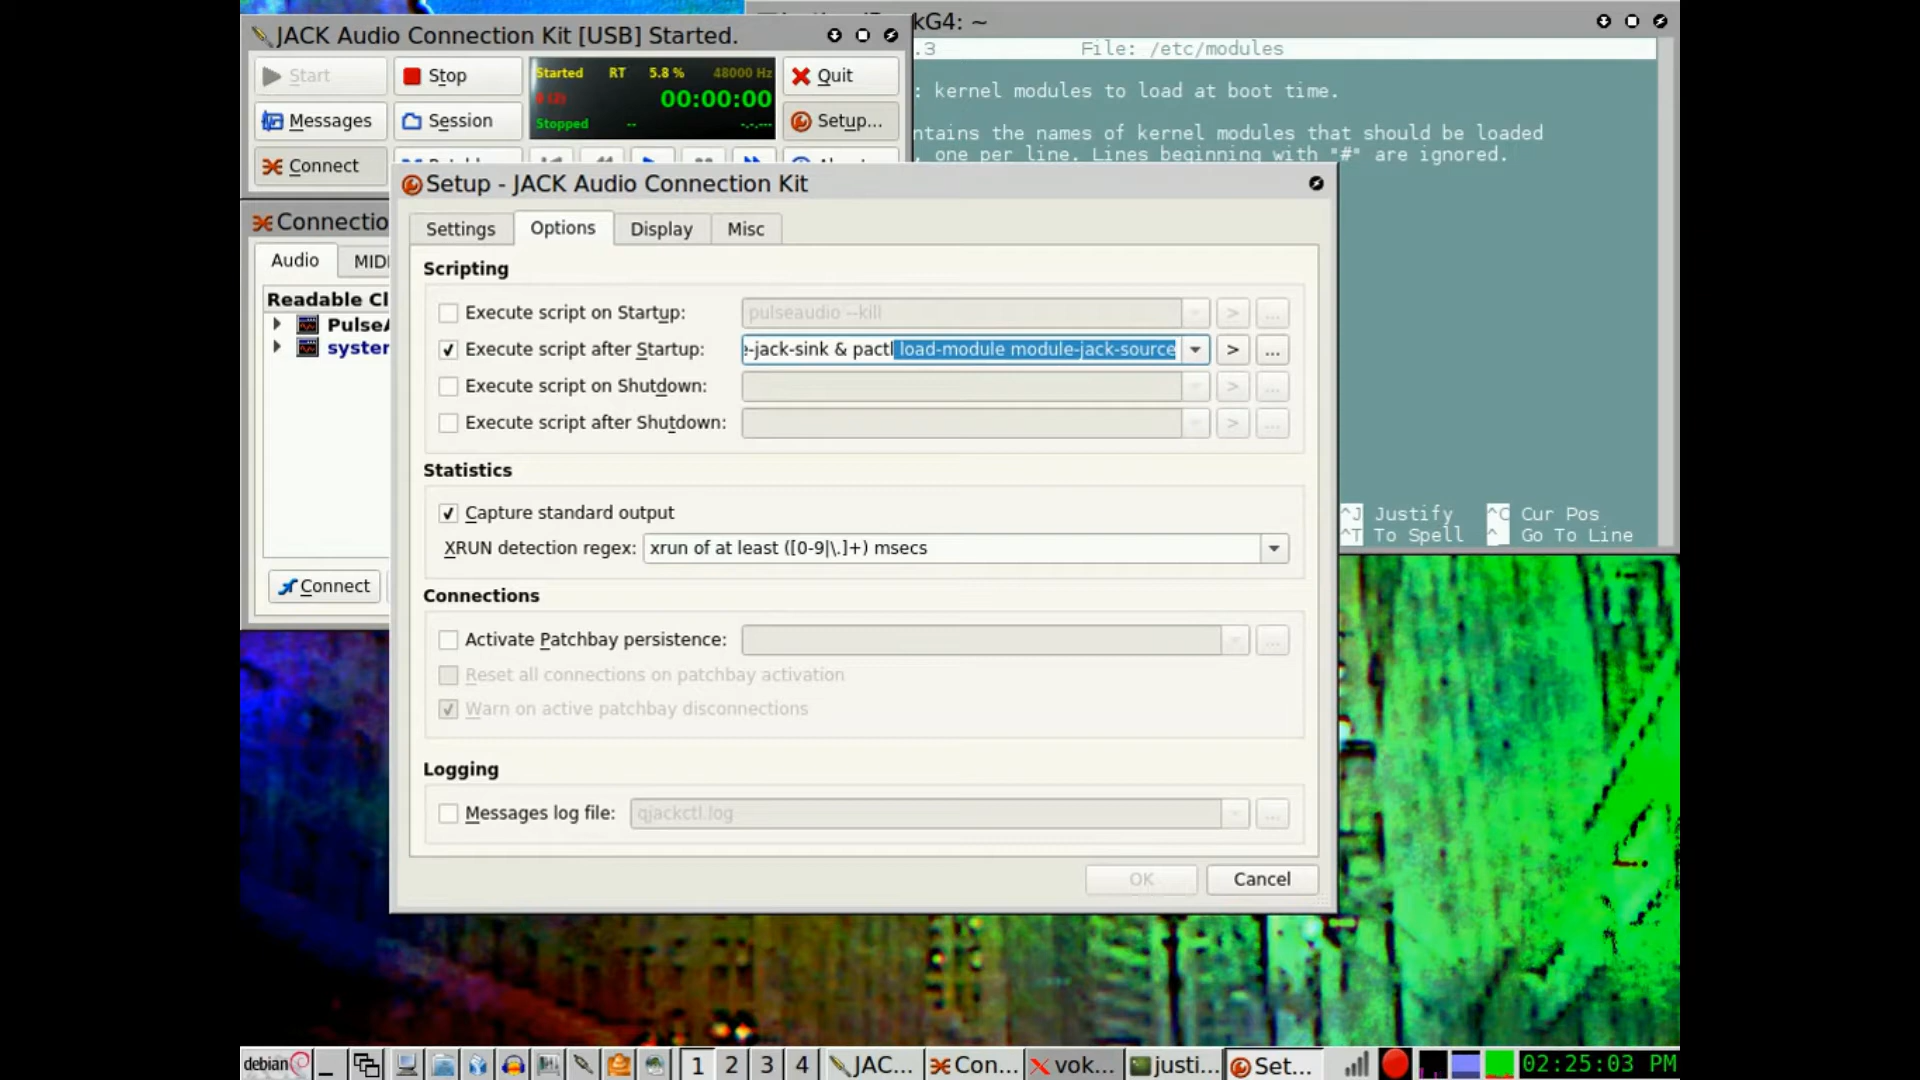 JACK Audio Connection Kit [USB] Started.
kG4: ~
Start
Stop
Started RT 5.8 % 48000 Hz
Quit
00:00:00
Messages
Session
Stopped -- -.-.---
Setup...
Connect
.3 File: /etc/modules
: kernel modules to load at boot time.
ntains the names of kernel modules that should be loaded
, one per line. Lines beginning with "#" are ignored.
Setup - JACK Audio Connection Kit
Connectio
Settings
Options
Display
Misc
Audio
MIDI
Readable Cl
PulseA
system
Scripting
Execute script on Startup: pulseaudio --kill > ...
Execute script after Startup: e-jack-sink & pactl load-module module-jack-source > ...
Execute script on Shutdown: > ...
Execute script after Shutdown: > ...
Statistics
Capture standard output
XRUN detection regex: xrun of at least ([0-9|\.]+) msecs
^J Justify ^C Cur Pos
^T To Spell ^_ Go To Line
Connect
Connections
Activate Patchbay persistence: ...
Reset all connections on patchbay activation
Warn on active patchbay disconnections
Logging
Messages log file: qjackctl.log ...
OK
Cancel
debian
1 2 3 4
JAC...
Con...
vok...
justi...
Set...
02:25:03 PM